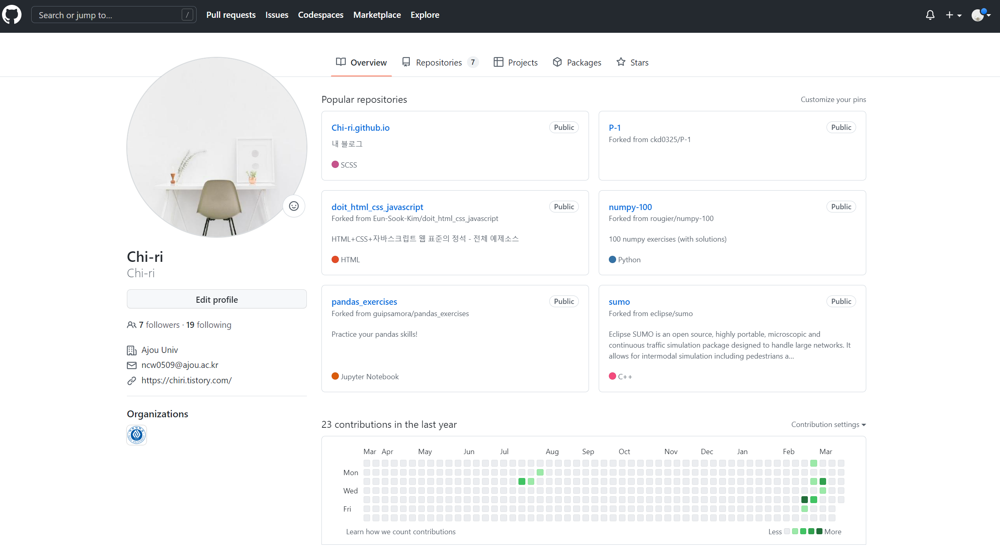 Search or jump to...
/
Pull requests
Issues
Codespaces
Marketplace
Explore
Overview
Repositories 7
Projects
Packages
Stars
Chi-ri
Chi-ri
Edit profile
7 followers · 19 following
Ajou Univ
ncw0509@ajou.ac.kr
https://chiri.tistory.com/
Organizations
Popular repositories
Customize your pins
Chi-ri.github.io
Public
내 블로그
SCSS
P-1
Public
Forked from ckd0325/P-1
doit_html_css_javascript
Public
Forked from Eun-Sook-Kim/doit_html_css_javascript
HTML+CSS+자바스크립트 웹 표준의 정석 - 전체 예제소스
HTML
numpy-100
Public
Forked from rougier/numpy-100
100 numpy exercises (with solutions)
Python
pandas_exercises
Public
Forked from guipsamora/pandas_exercises
Practice your pandas skills!
Jupyter Notebook
sumo
Public
Forked from eclipse/sumo
Eclipse SUMO is an open source, highly portable, microscopic and
continuous traffic simulation package designed to handle large networks. It
allows for intermodal simulation including pedestrians a...
C++
23 contributions in the last year
Contribution settings
Mar Apr May Jun Jul Aug Sep Oct Nov Dec Jan Feb Mar
Mon
Wed
Fri
Learn how we count contributions
Less
More